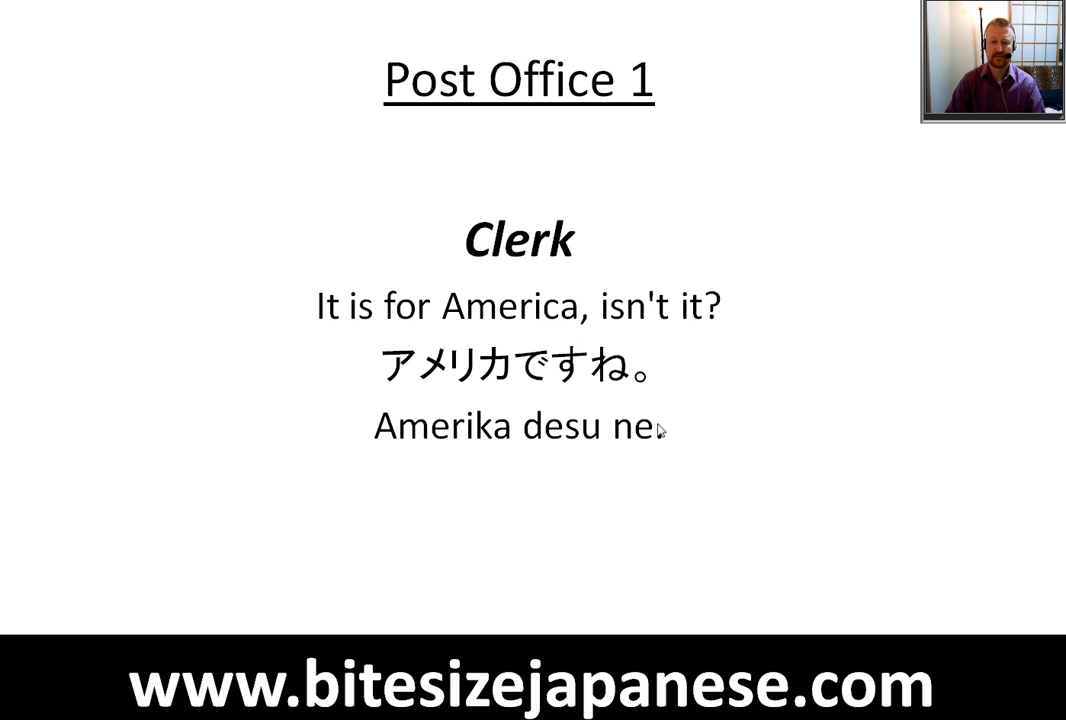 Post Office 1
Clerk
It is for America, isn't it?
アメリカですね。
Amerika desu ne.
www.bitesizejapanese.com